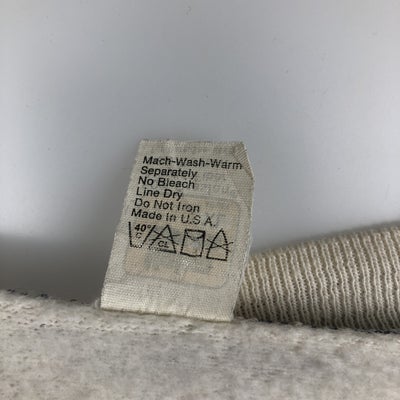 Mach-Wash-Warm
Separately
No Bleach
Line Dry
Do Not Iron
Made In U.S.A.
40°
C CL